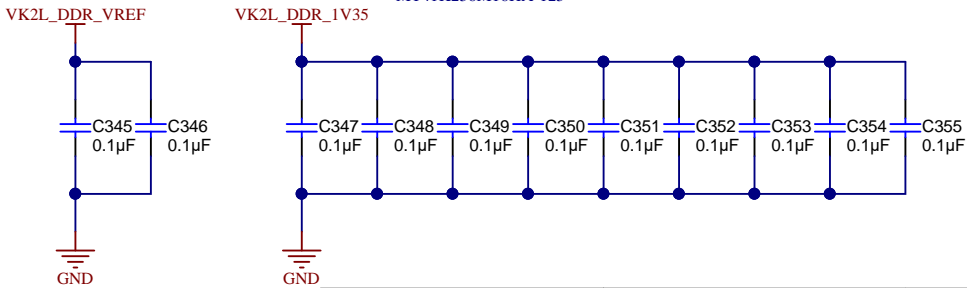 VK2L_DDR_VREF
VK2L_DDR_1V35
C345
0.1µF
C346
0.1µF
C347
0.1µF
C348
0.1µF
C349
0.1µF
C350
0.1µF
C351
0.1µF
C352
0.1µF
C353
0.1µF
C354
0.1µF
C355
0.1µF
GND
GND